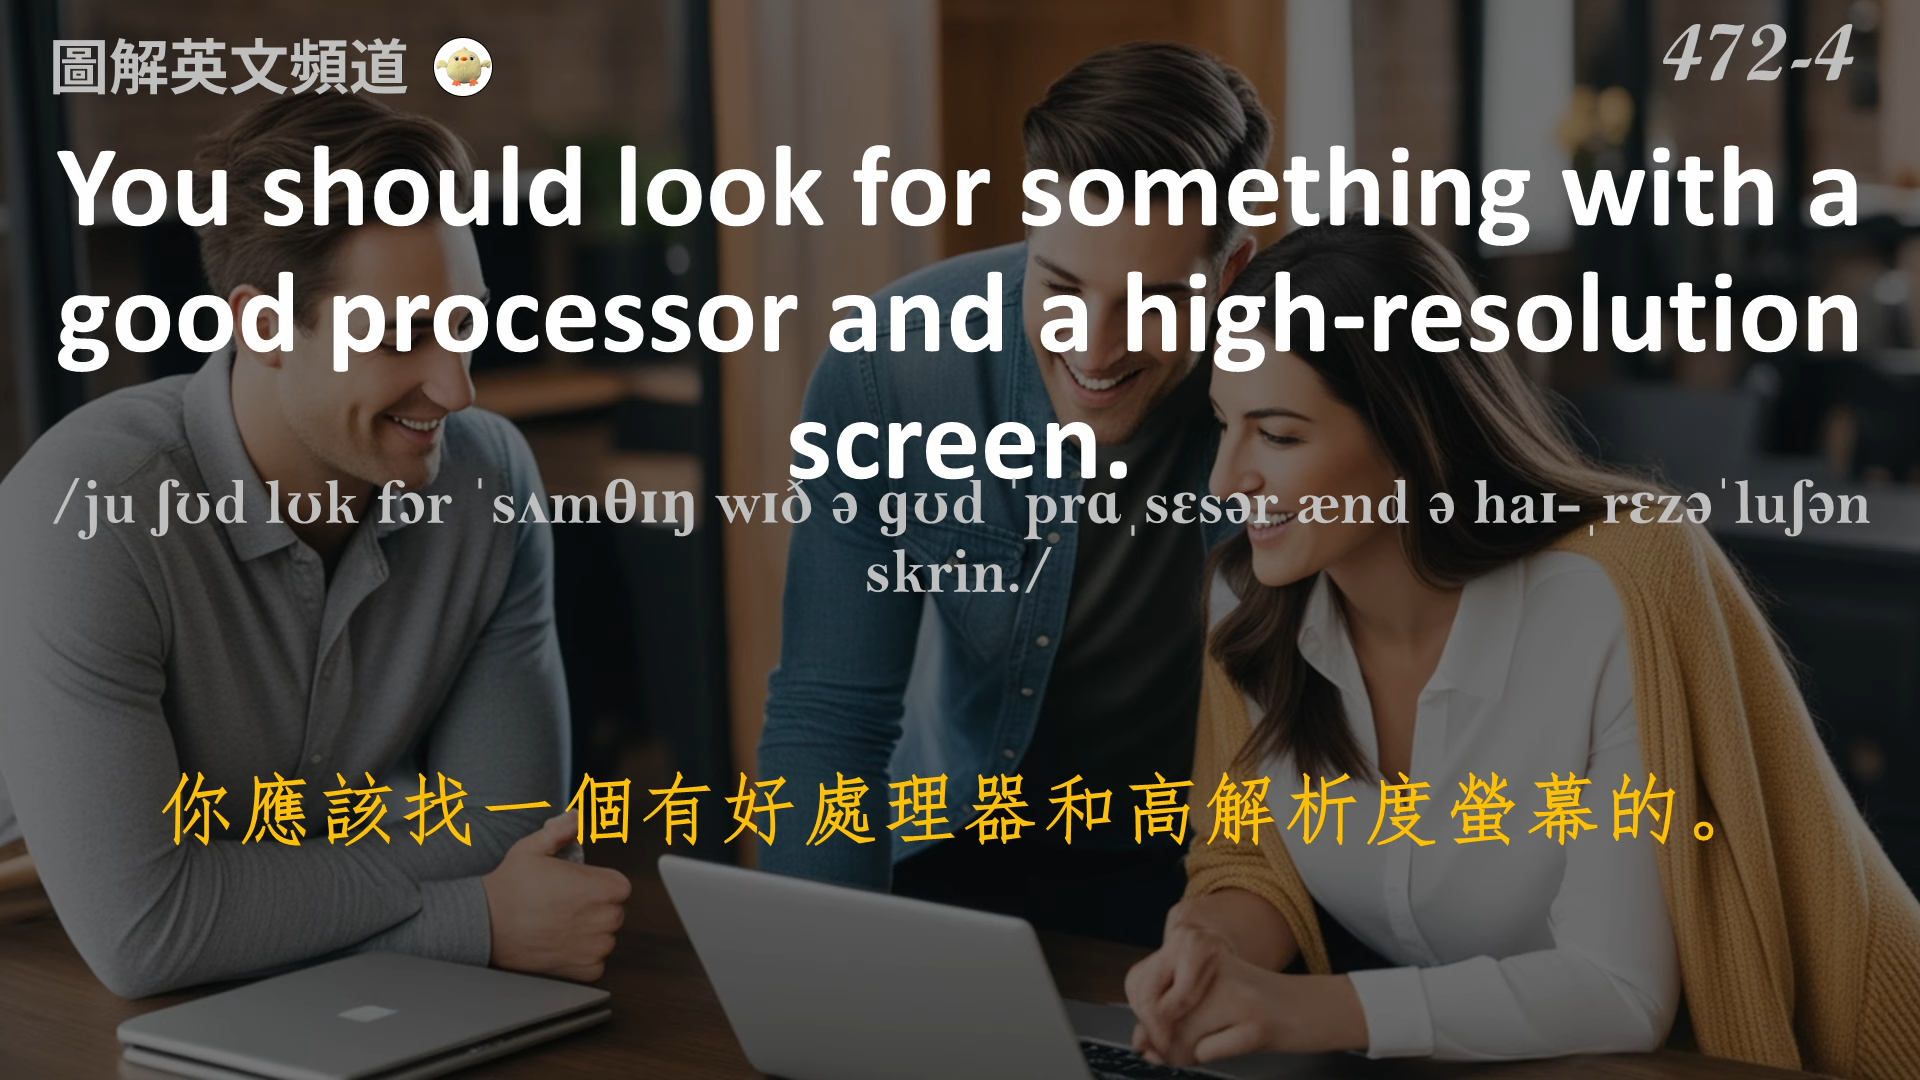 圖解英文頻道
472-4
You should look for something with a
good processor and a high-resolution
screen.
/ju ʃʊd lʊk fɔr ˈsʌmθɪŋ wɪð ə ɡʊd ˈprɑˌsɛsər ænd ə haɪ-ˌrɛzəˈluʃən
skrin./
你應該找一個有好處理器和高解析度螢幕的。